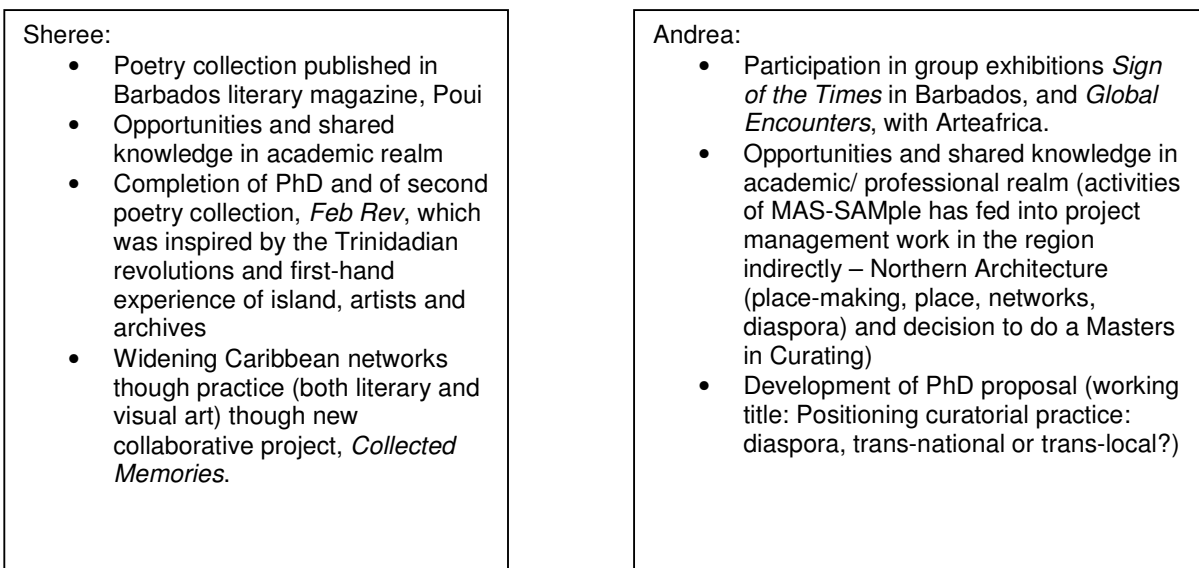 Sheree:
• Poetry collection published in
Barbados literary magazine, Poui
• Opportunities and shared
knowledge in academic realm
• Completion of PhD and of second
poetry collection, Feb Rev, which
was inspired by the Trinidadian
revolutions and first-hand
experience of island, artists and
archives
• Widening Caribbean networks
though practice (both literary and
visual art) though new
collaborative project, Collected
Memories.
Andrea:
• Participation in group exhibitions Sign
of the Times in Barbados, and Global
Encounters, with Arteafrica.
• Opportunities and shared knowledge in
academic/ professional realm (activities
of MAS-SAMple has fed into project
management work in the region
indirectly – Northern Architecture
(place-making, place, networks,
diaspora) and decision to do a Masters
in Curating)
• Development of PhD proposal (working
title: Positioning curatorial practice:
diaspora, trans-national or trans-local?)